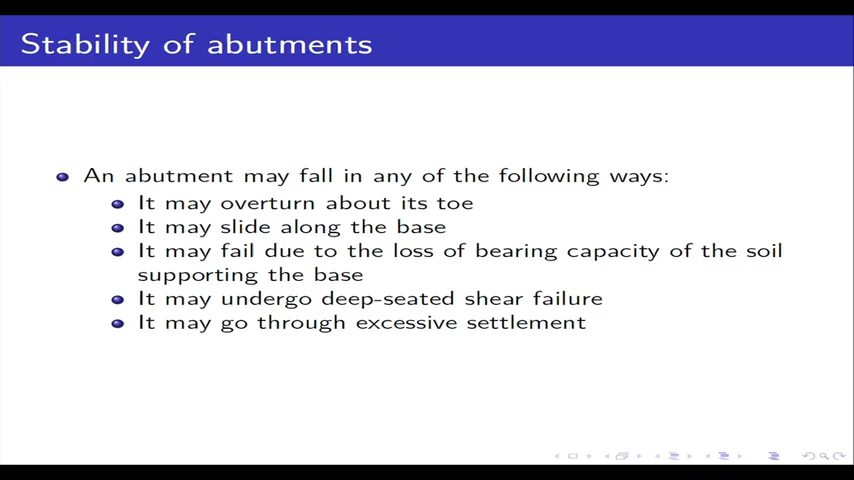 Stability of abutments
An abutment may fall in any of the following ways:
It may overturn about its toe
It may slide along the base
It may fail due to the loss of bearing capacity of the soil
supporting the base
It may undergo deep-seated shear failure
It may go through excessive settlement